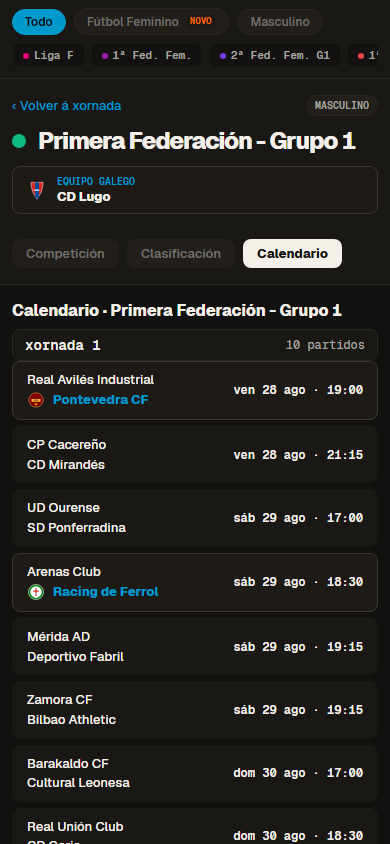 Todo
Fútbol Feminino NOVO
Masculino
Liga F
1ª Fed. Fem.
2ª Fed. Fem. G1
‹ Volver á xornada
MASCULINO
Primera Federación - Grupo 1
EQUIPO GALEGO
CD Lugo
Competición
Clasificación
Calendario
Calendario · Primera Federación - Grupo 1
xornada 1
10 partidos
Real Avilés Industrial
Pontevedra CF
ven 28 ago · 19:00
CP Cacereño
CD Mirandés
ven 28 ago · 21:15
UD Ourense
SD Ponferradina
sáb 29 ago · 17:00
Arenas Club
Racing de Ferrol
sáb 29 ago · 18:30
Mérida AD
Deportivo Fabril
sáb 29 ago · 19:15
Zamora CF
Bilbao Athletic
sáb 29 ago · 19:15
Barakaldo CF
Cultural Leonesa
dom 30 ago · 17:00
Real Unión Club
dom 30 ago · 18:30